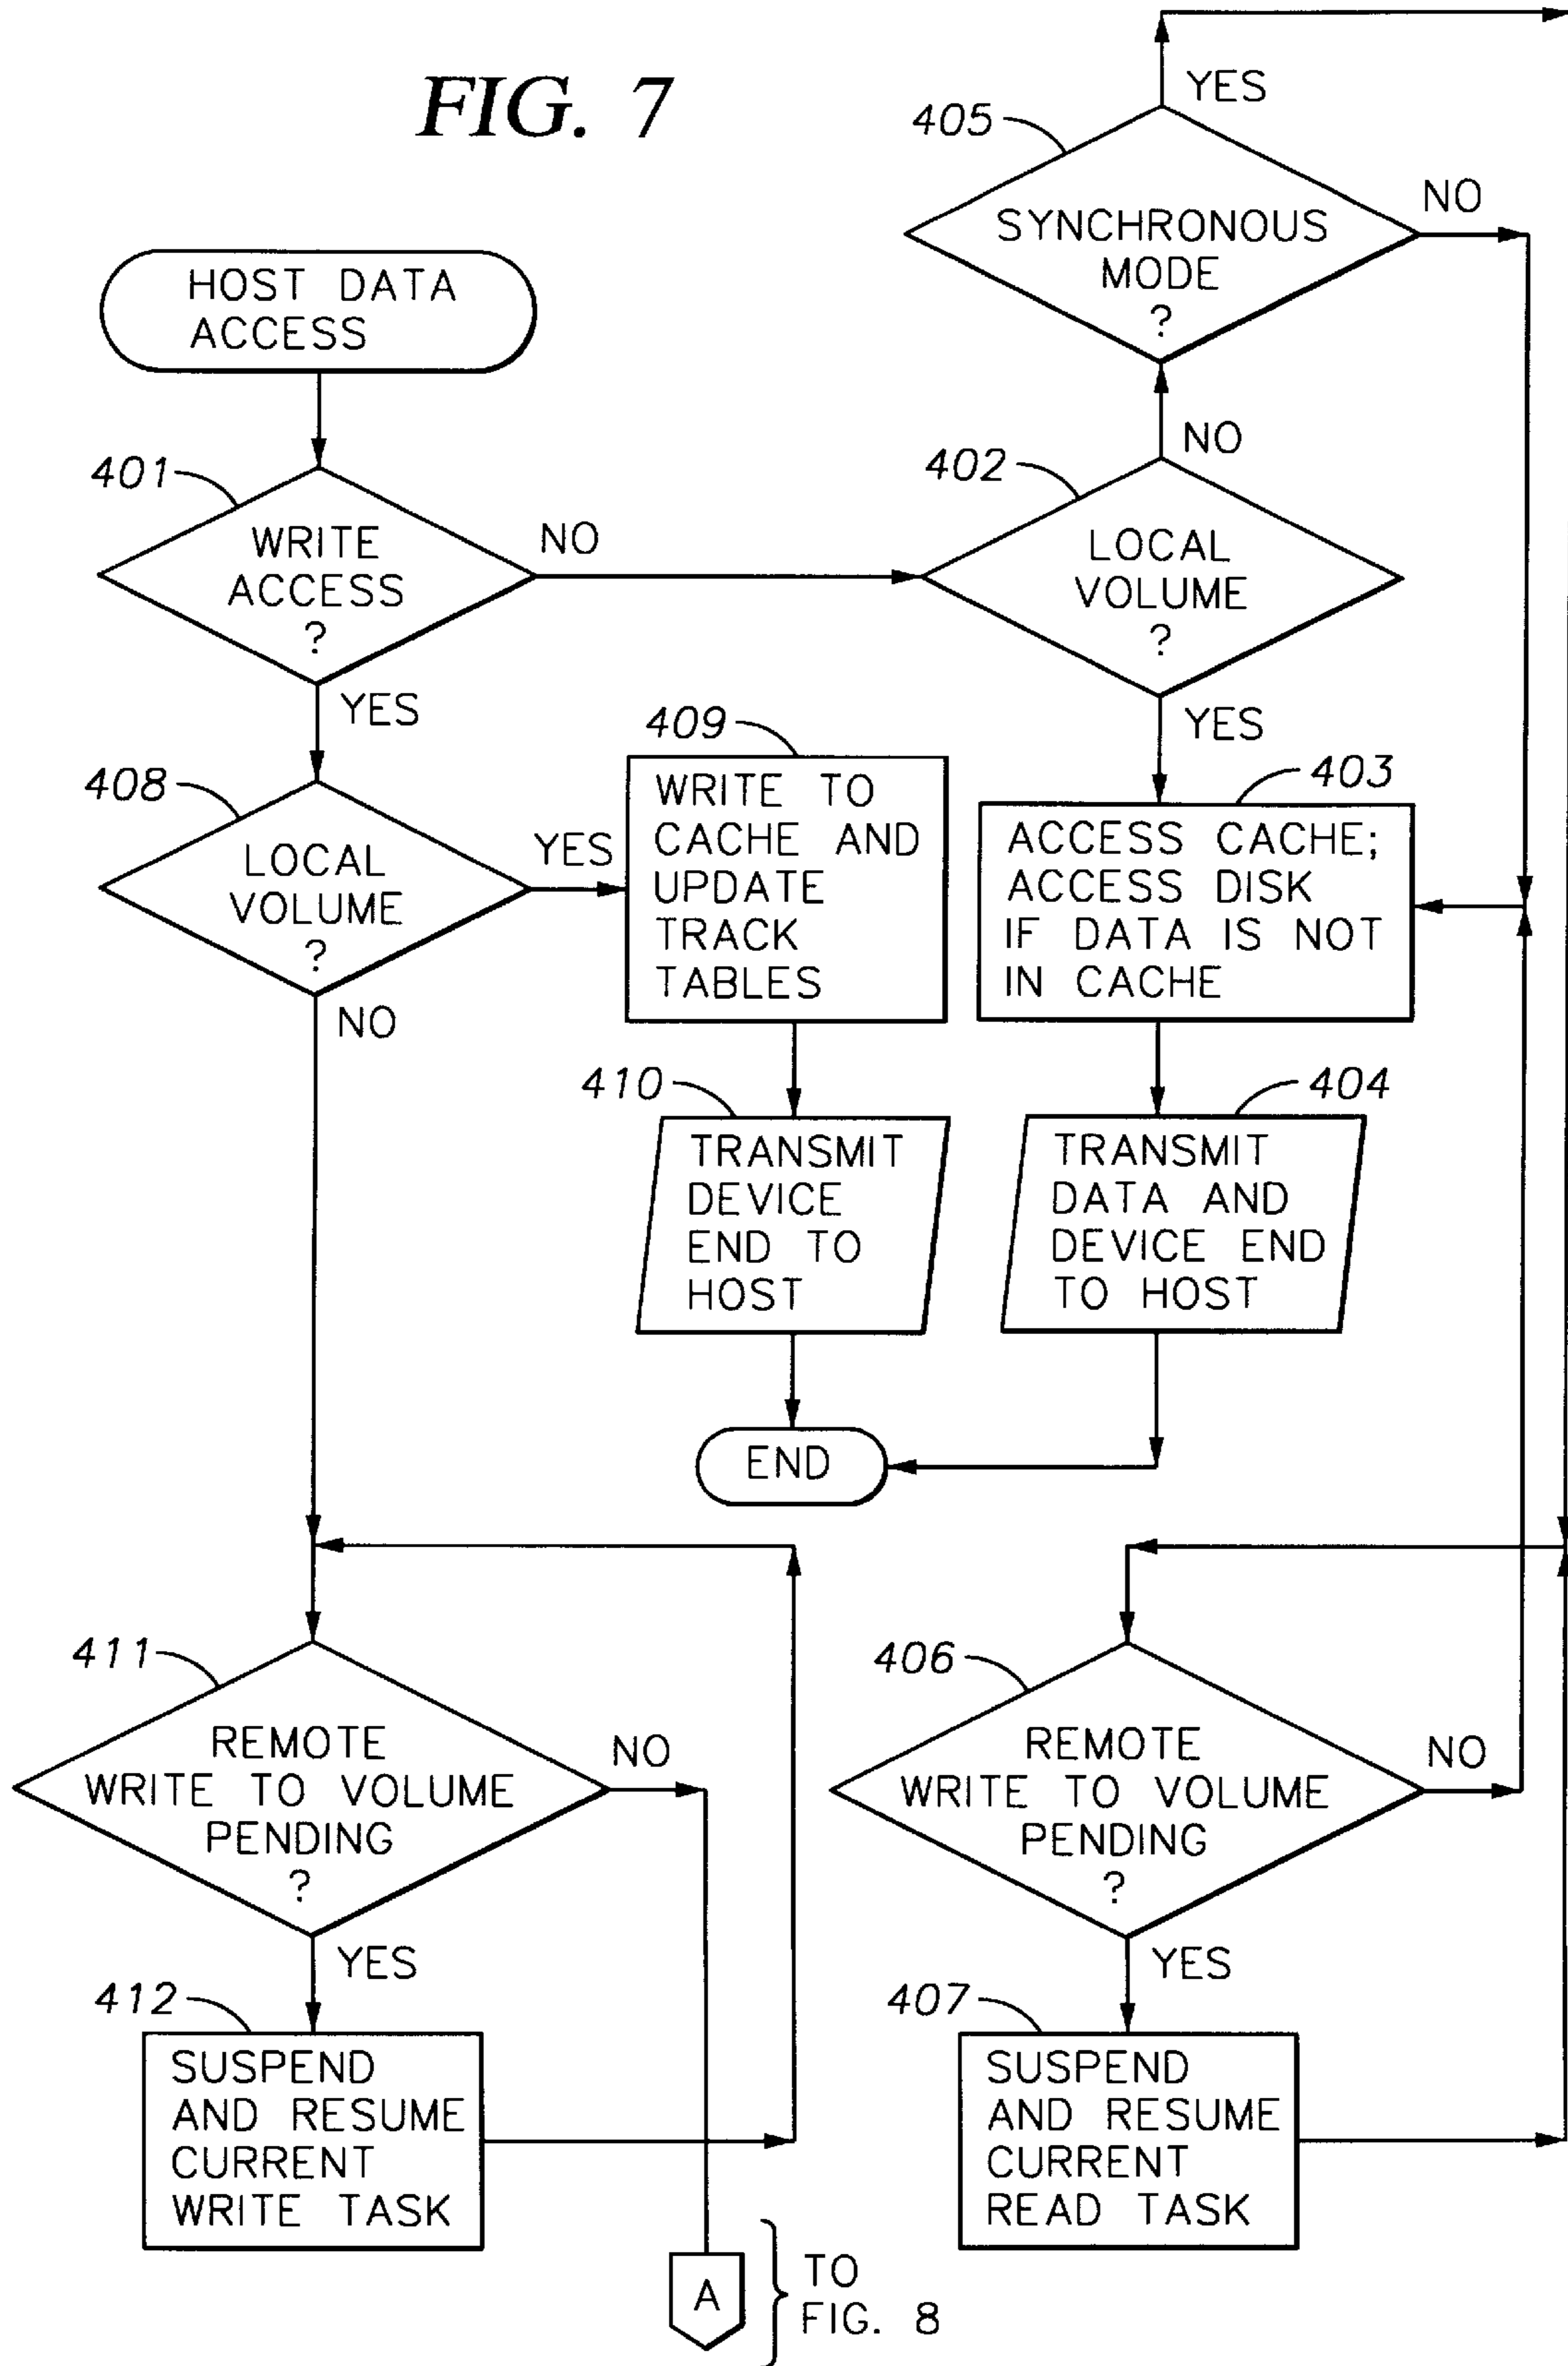 FIG. 7
HOST DATA
ACCESS
401
WRITE
ACCESS
?
NO
YES
402
LOCAL
VOLUME
?
NO
YES
405
SYNCHRONOUS
MODE
?
YES
NO
403
ACCESS CACHE;
ACCESS DISK
IF DATA IS NOT
IN CACHE
404
TRANSMIT
DATA AND
DEVICE END
TO HOST
408
LOCAL
VOLUME
?
YES
NO
409
WRITE TO
CACHE AND
UPDATE
TRACK
TABLES
410
TRANSMIT
DEVICE
END TO
HOST
END
411
REMOTE
WRITE TO VOLUME
PENDING
?
NO
YES
412
SUSPEND
AND RESUME
CURRENT
WRITE TASK
406
REMOTE
WRITE TO VOLUME
PENDING
?
NO
YES
407
SUSPEND
AND RESUME
CURRENT
READ TASK
A
TO
FIG. 8